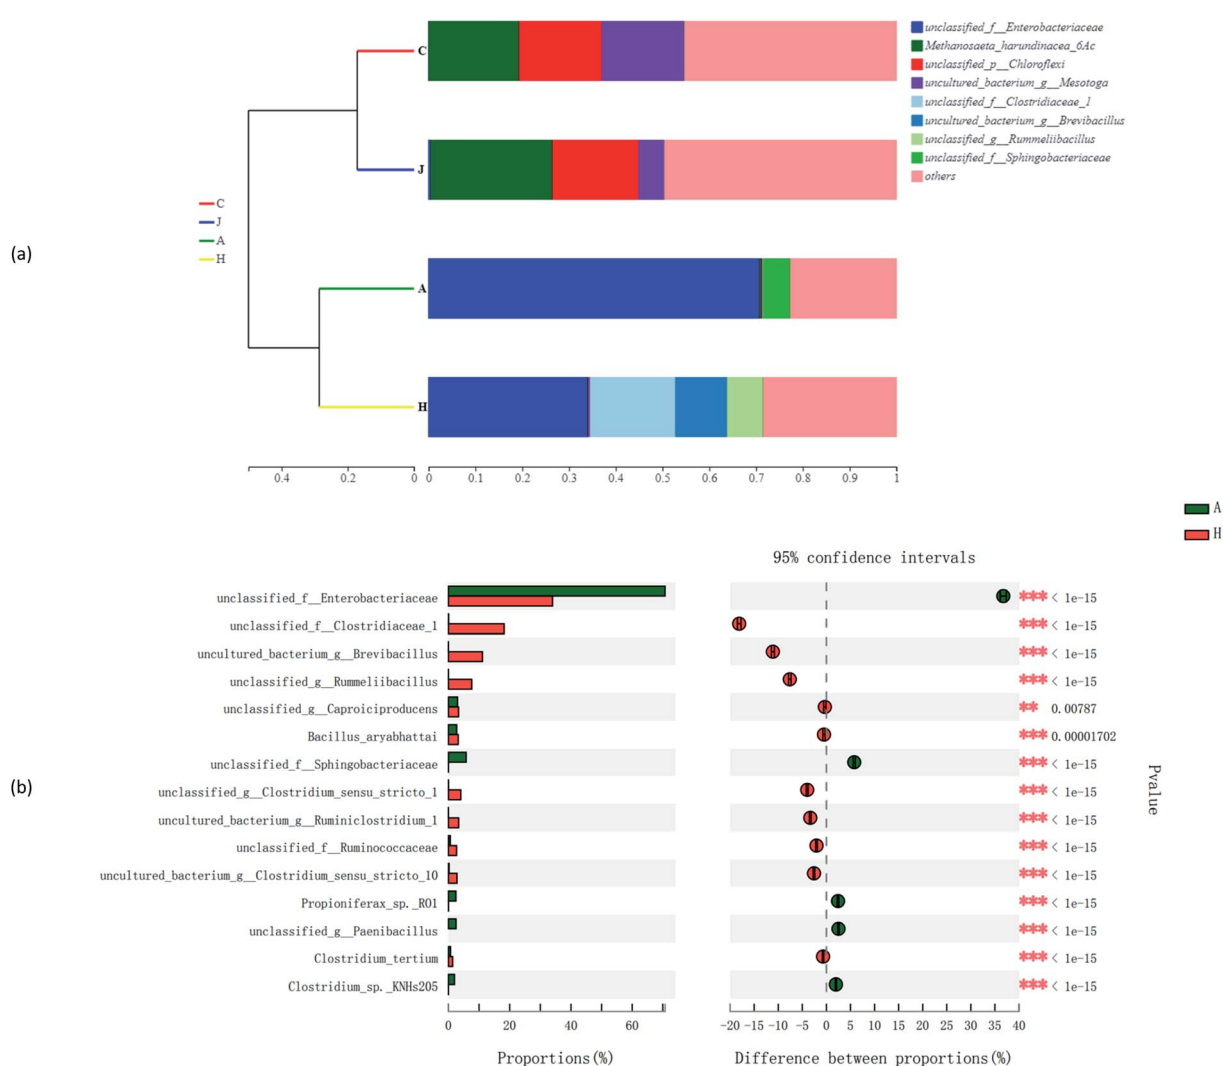 (a)
C
J
A
H
C
J
A
H
unclassified_f__Enterobacteriaceae
Methanosaeta_harundinacea_6Ac
unclassified_p__Chloroflexi
uncultured_bacterium_g__Mesotoga
unclassified_f__Clostridiaceae_1
uncultured_bacterium_g__Brevibacillus
unclassified_g__Rummeliibacillus
unclassified_f__Sphingobacteriaceae
others
0.4 0.2 0
0 0.1 0.2 0.3 0.4 0.5 0.6 0.7 0.8 0.9 1
A
H
(b)
95% confidence intervals
unclassified_f__Enterobacteriaceae *** < 1e-15
unclassified_f__Clostridiaceae_1 *** < 1e-15
uncultured_bacterium_g__Brevibacillus *** < 1e-15
unclassified_g__Rummeliibacillus *** < 1e-15
unclassified_g__Caproiciproducens ** 0.00787
Bacillus_aryabhattai *** 0.00001702
unclassified_f__Sphingobacteriaceae *** < 1e-15
unclassified_g__Clostridium_sensu_stricto_1 *** < 1e-15
uncultured_bacterium_g__Ruminiclostridium_1 *** < 1e-15
unclassified_f__Ruminococcaceae *** < 1e-15
uncultured_bacterium_g__Clostridium_sensu_stricto_10 *** < 1e-15
Propioniferax_sp._R01 *** < 1e-15
unclassified_g__Paenibacillus *** < 1e-15
Clostridium_tertium *** < 1e-15
Clostridium_sp._KNHs205 *** < 1e-15
Pvalue
0 20 40 60
-20 -15 -10 -5 0 5 10 15 20 25 30 35 40
Proportions(%)
Difference between proportions(%)